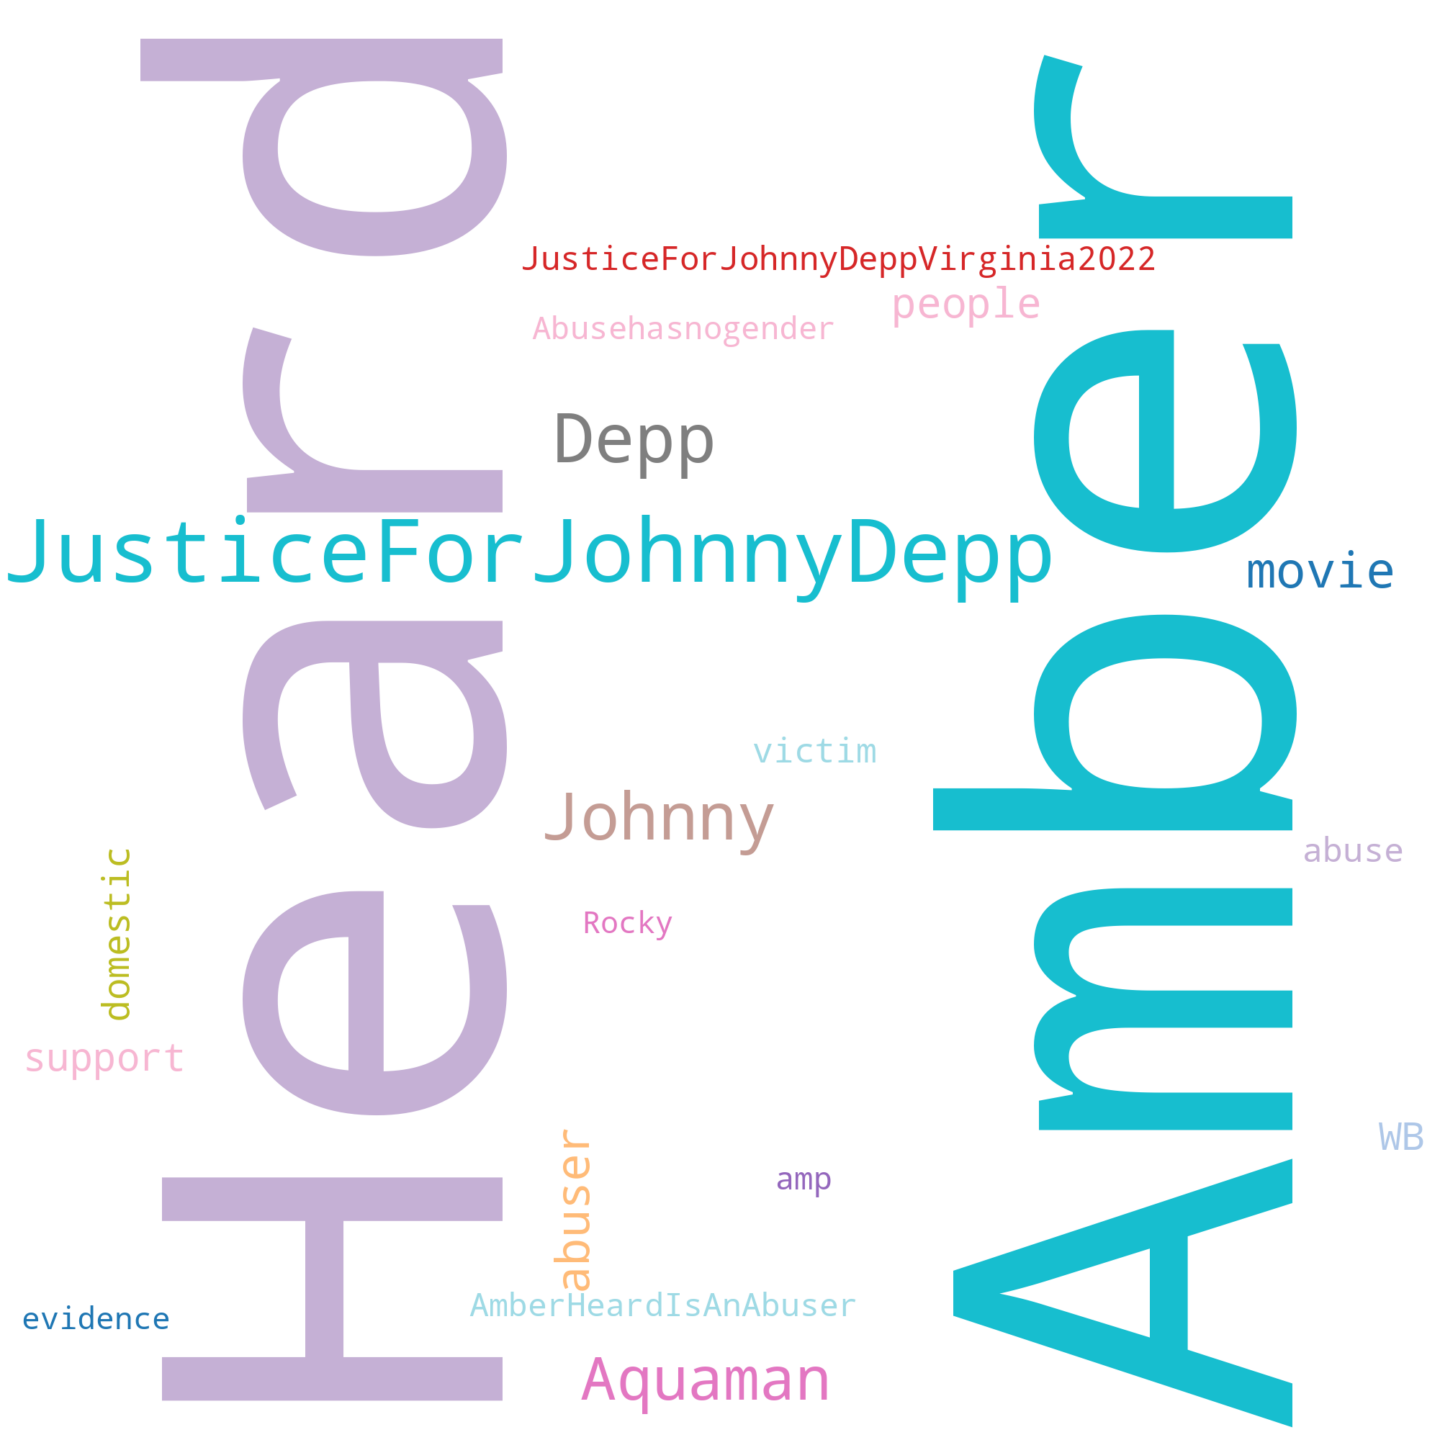 Heard
Amber
JusticeForJohnnyDeppVirginia2022
people
Abusehasnogender
Depp
JusticeForJohnnyDepp
movie
victim
Johnny
abuse
domestic
Rocky
support
abuser
WB
amp
AmberHeardIsAnAbuser
evidence
Aquaman